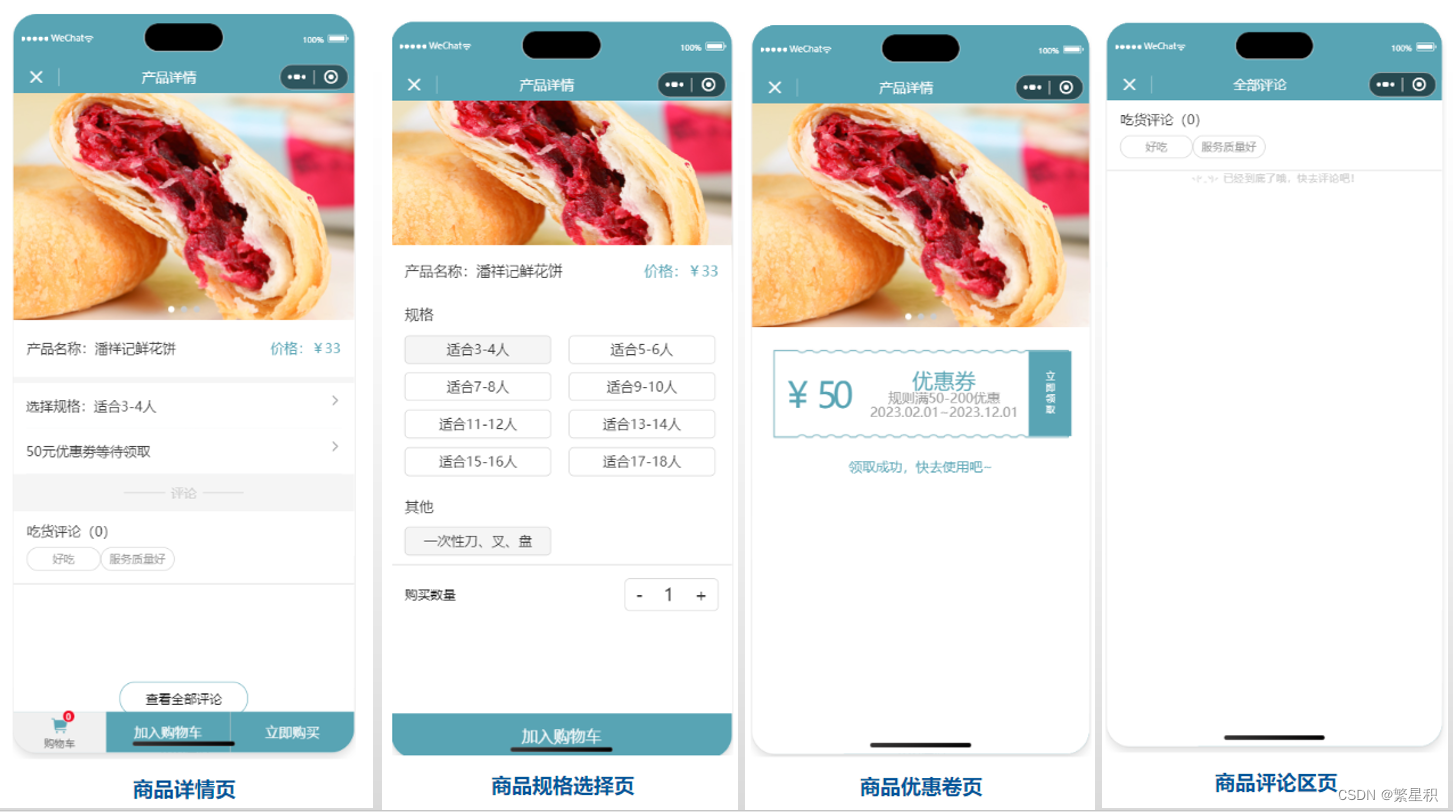 WeChat
100%
产品详情
产品名称：潘祥记鲜花饼
价格：￥33
选择规格：适合3-4人
50元优惠劵等待领取
评论
吃货评论（0）
好吃
服务质量好
查看全部评论
0
购物车
加入购物车
立即购买
商品详情页
WeChat
100%
产品详情
产品名称：潘祥记鲜花饼
价格：￥33
规格
适合3-4人
适合5-6人
适合7-8人
适合9-10人
适合11-12人
适合13-14人
适合15-16人
适合17-18人
其他
一次性刀、叉、盘
购买数量
- 1 +
加入购物车
商品规格选择页
WeChat
100%
产品详情
￥50
优惠券
规则满50-200优惠
2023.02.01~2023.12.01
立即领取
领取成功，快去使用吧~
商品优惠卷页
WeChat
100%
全部评论
吃货评论（0）
好吃
服务质量好
已经到底了喃，快去评论吧！
商品评论区页
CSDN @繁星积